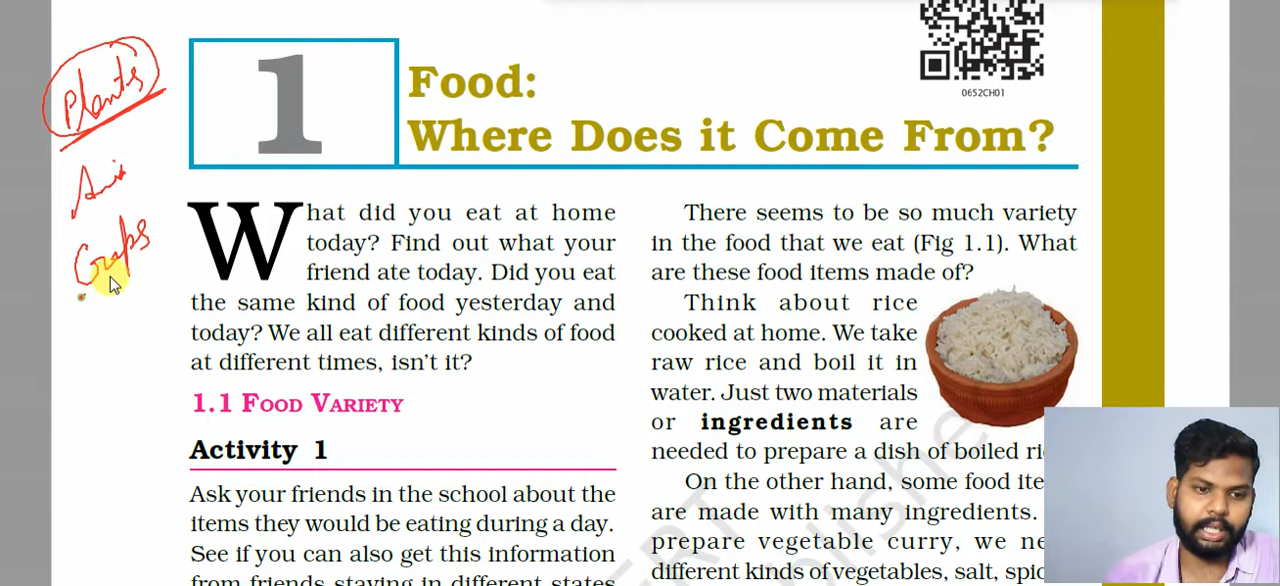 Plants
Ani
Crops
1
Food:
Where Does it Come From?
0652CH01
What did you eat at home
today? Find out what your
friend ate today. Did you eat
the same kind of food yesterday and
today? We all eat different kinds of food
at different times, isn't it?
1.1 FOOD VARIETY
Activity 1
Ask your friends in the school about the
items they would be eating during a day.
See if you can also get this information
from friends staying in different states
There seems to be so much variety
in the food that we eat (Fig 1.1). What
are these food items made of?
Think about rice
cooked at home. We take
raw rice and boil it in
water. Just two materials
or ingredients are
needed to prepare a dish of boiled ri
On the other hand, some food ite
are made with many ingredients.
prepare vegetable curry, we ne
different kinds of vegetables, salt, spic